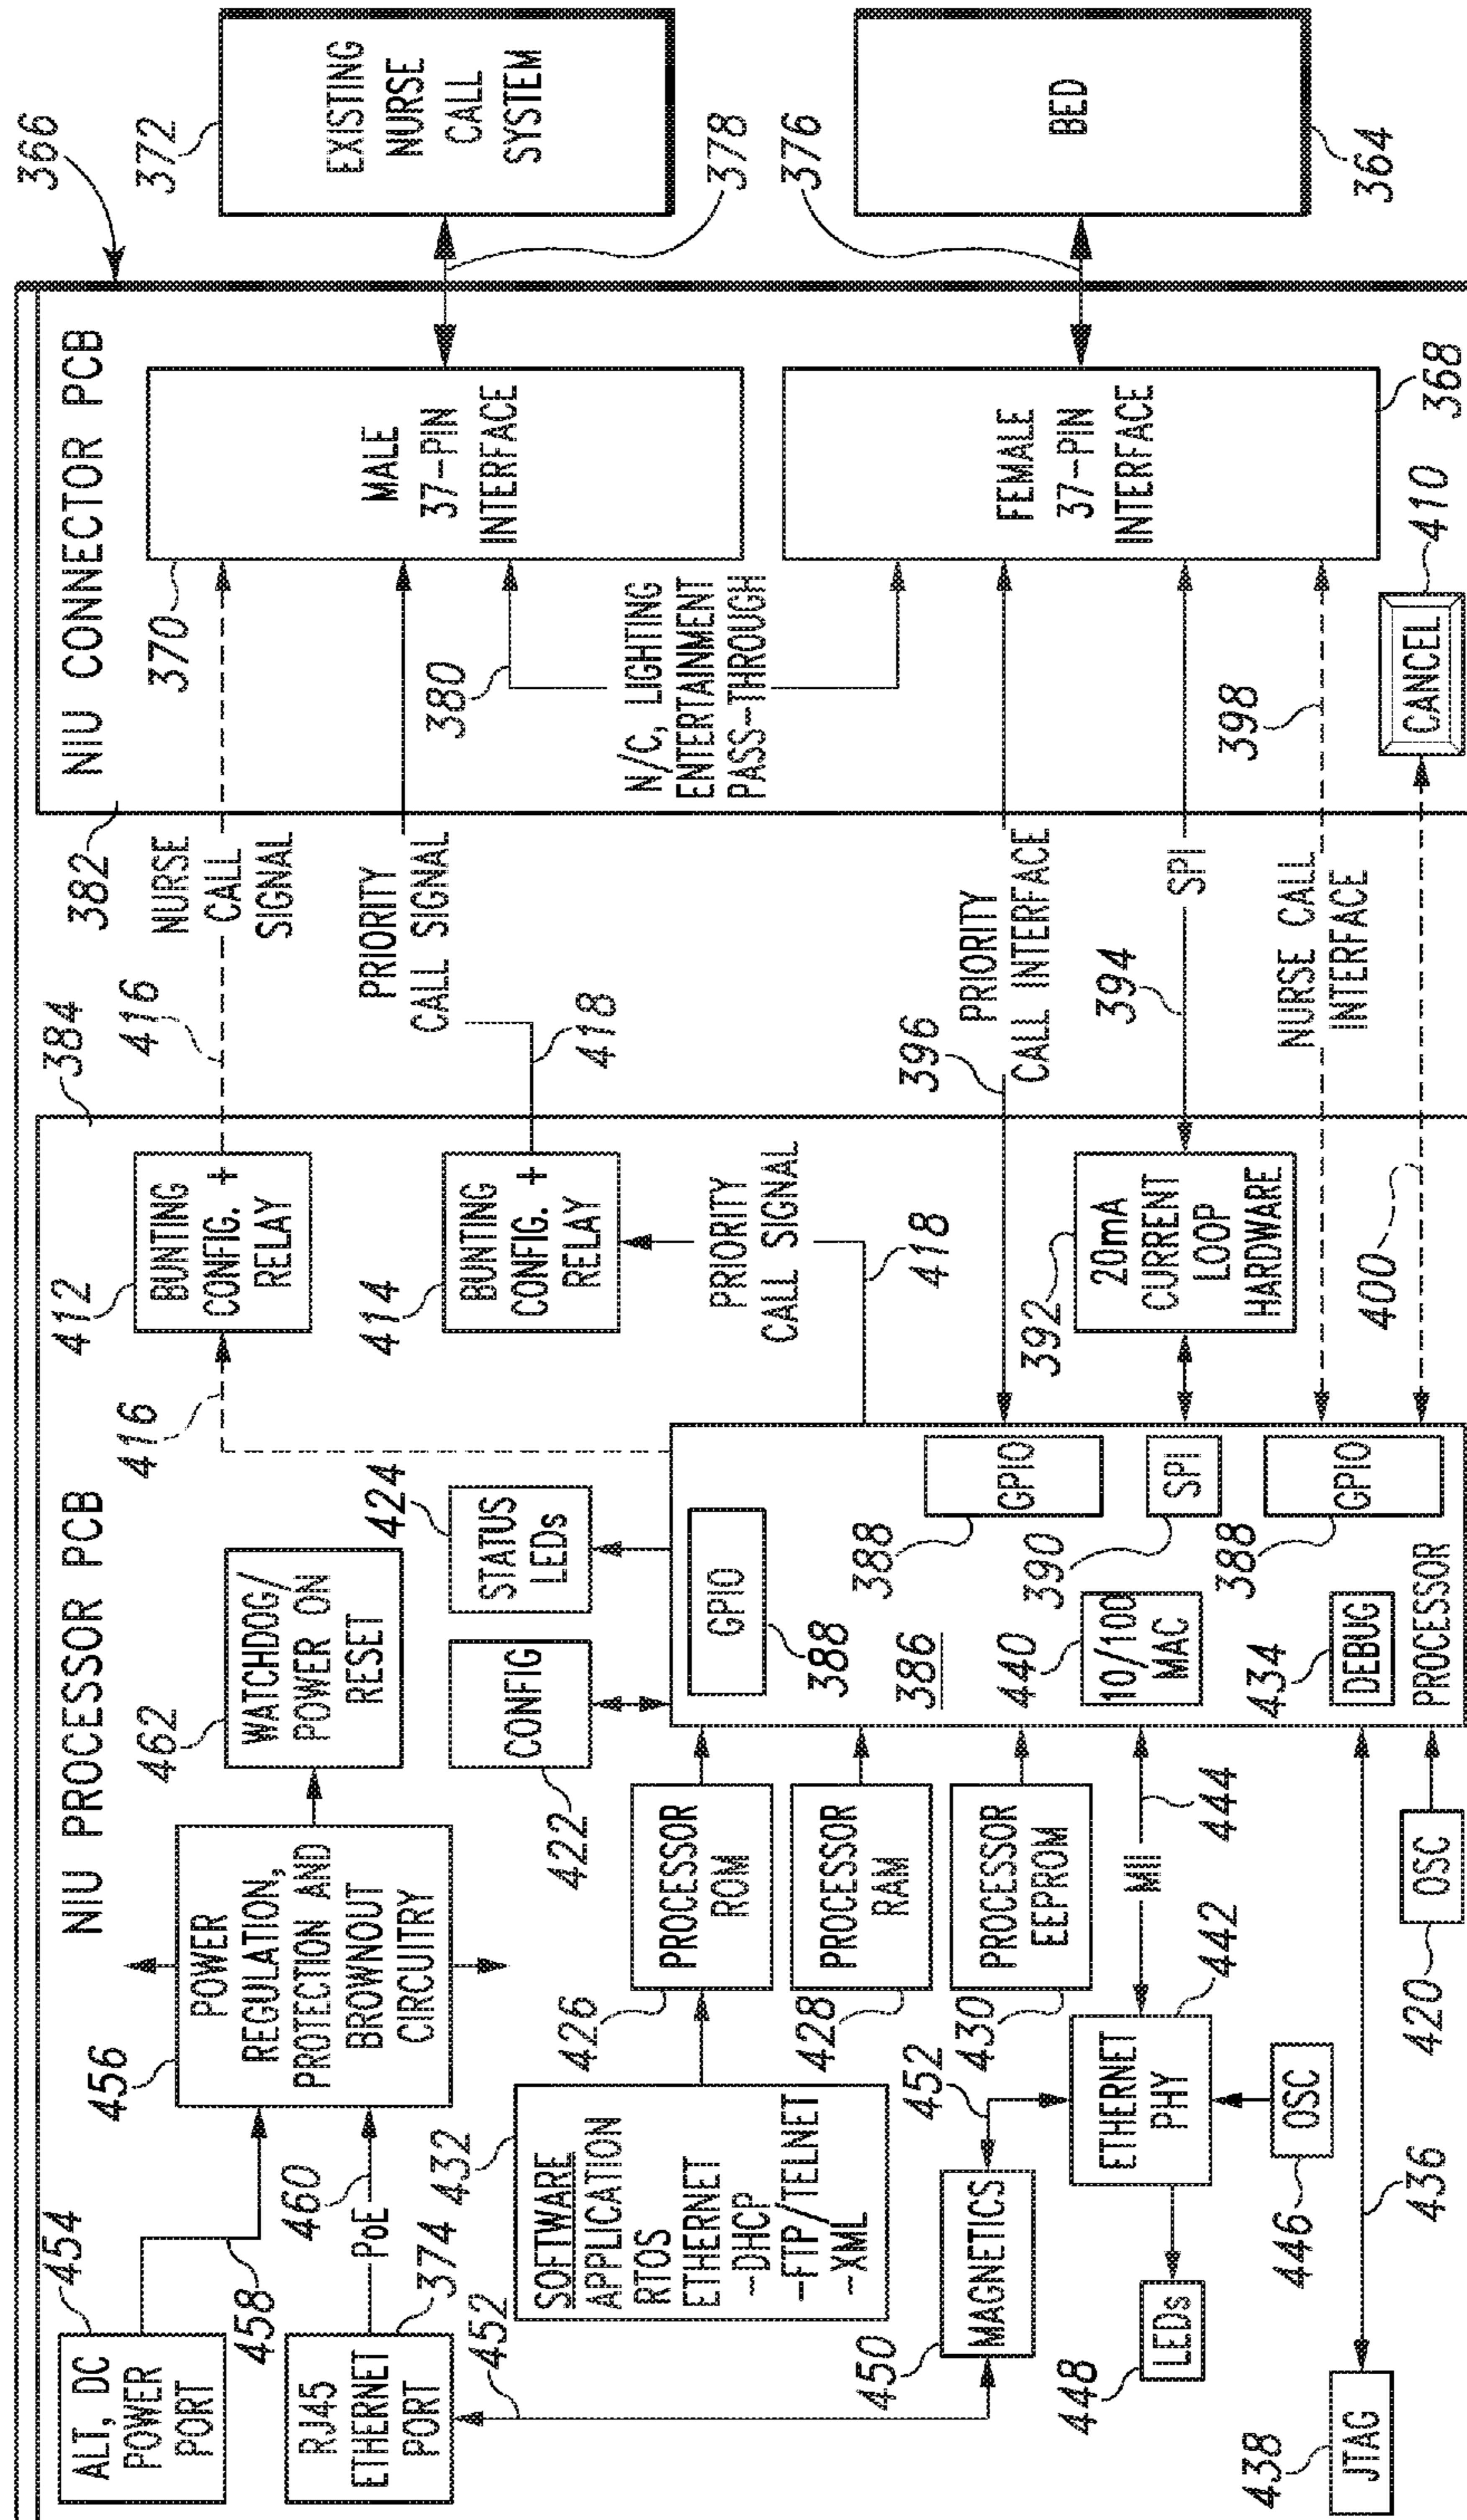 NIU PROCESSOR PCB
384
382
NIU CONNECTOR PCB
366
454
ALT, DC
POWER
PORT
458
RJ45
ETHERNET
PORT
374
PoE
460
456
POWER
REGULATION,
PROTECTION AND
BROWNOUT
CIRCUITRY
462
WATCHDOG/
POWER ON
RESET
416
412
BUNTING
CONFIG. +
RELAY
416
NURSE
CALL
SIGNAL
370
MALE
37-PIN
INTERFACE
372
EXISTING
NURSE
CALL
SYSTEM
378
424
STATUS
LEDs
CONFIG
422
414
BUNTING
CONFIG. +
RELAY
418
PRIORITY
CALL SIGNAL
380
N/C, LIGHTING
ENTERTAINMENT
PASS-THROUGH
452
432
SOFTWARE
APPLICATION
RTOS
ETHERNET
-DHCP
-FTP/TELNET
-XML
426
PROCESSOR
ROM
428
PROCESSOR
RAM
430
PROCESSOR
EEPROM
GPIO
388
386
PRIORITY
CALL SIGNAL
418
396
PRIORITY
CALL INTERFACE
376
FEMALE
37-PIN
INTERFACE
368
BED
364
388
GPIO
390
SPI
388
GPIO
392
20mA
CURRENT
LOOP
HARDWARE
394
SPI
440
10/100
MAC
434
DEBUG
PROCESSOR
NURSE CALL
INTERFACE
398
400
CANCEL
410
450
MAGNETICS
452
ETHERNET
PHY
442
MII
444
448
LEDs
446
OSC
438
JTAG
436
420
OSC